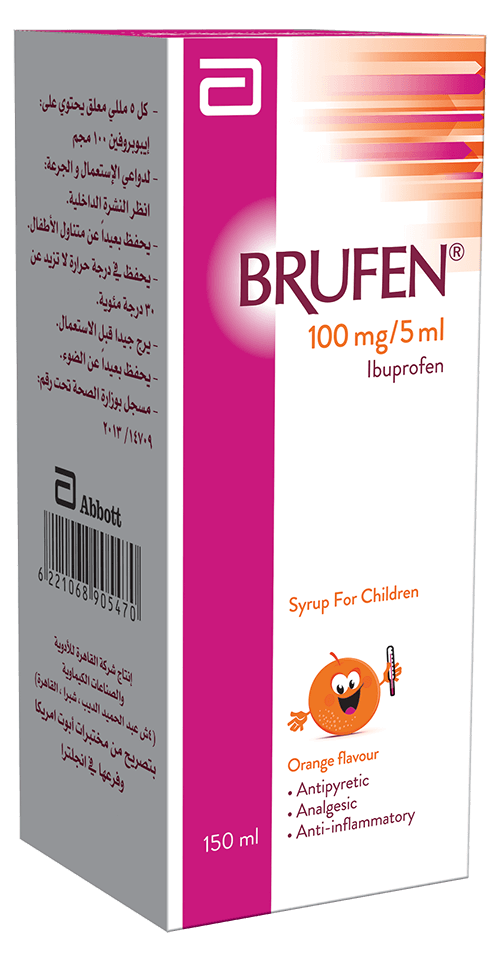 - كل ٥ مللي معلق يحتوي على:
إيبوبروفين ١٠٠ مجم
- لدواعي الإستعمال و الجرعة:
انظر النشرة الداخلية.
- يحفظ بعيداً عن متناول الأطفال.
- يحفظ في درجة حرارة لا تزيد عن
٣٠ درجة مئوية.
- يرج جيدا قبل الاستعمال.
- يحفظ بعيداً عن الضوء.
- مسجل بوزارة الصحة تحت رقم:
١٤٧٠٩/ ٢٠١٣
Abbott
6 221068 905470
إنتاج شركة القاهرة للأدوية
والصناعات الكيماوية
(٤ش عبد الحميد الديب ، شبرا ، القاهرة)
بتصريح من مختبرات أبوت امريكا
وفرعها في انجلترا
BRUFEN®
100 mg/5 ml
Ibuprofen
Syrup For Children
Orange flavour
• Antipyretic
• Analgesic
• Anti-inflammatory
150 ml